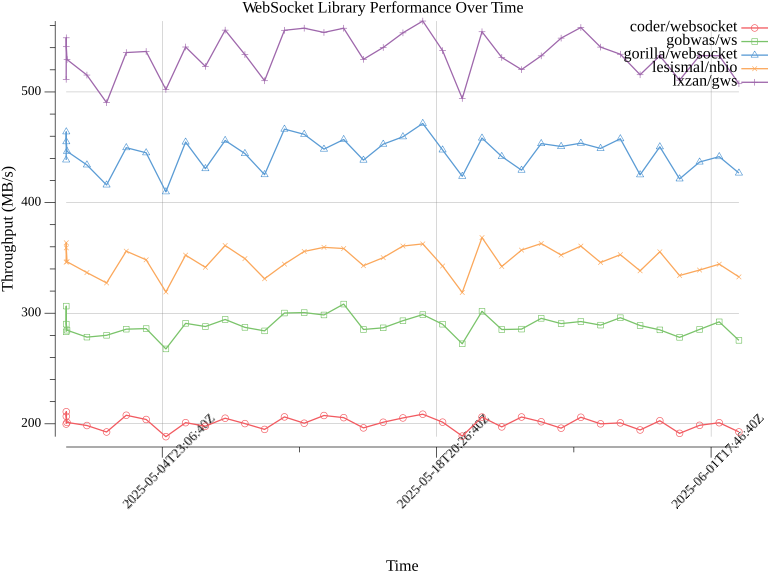 WebSocket Library Performance Over Time
coder/websocket
gobwas/ws
gorilla/websocket
lesismal/nbio
lxzan/gws
Throughput (MB/s)
500
400
300
200
2025-05-04T23:06:40Z
2025-05-18T20:26:40Z
2025-06-01T17:46:40Z
Time